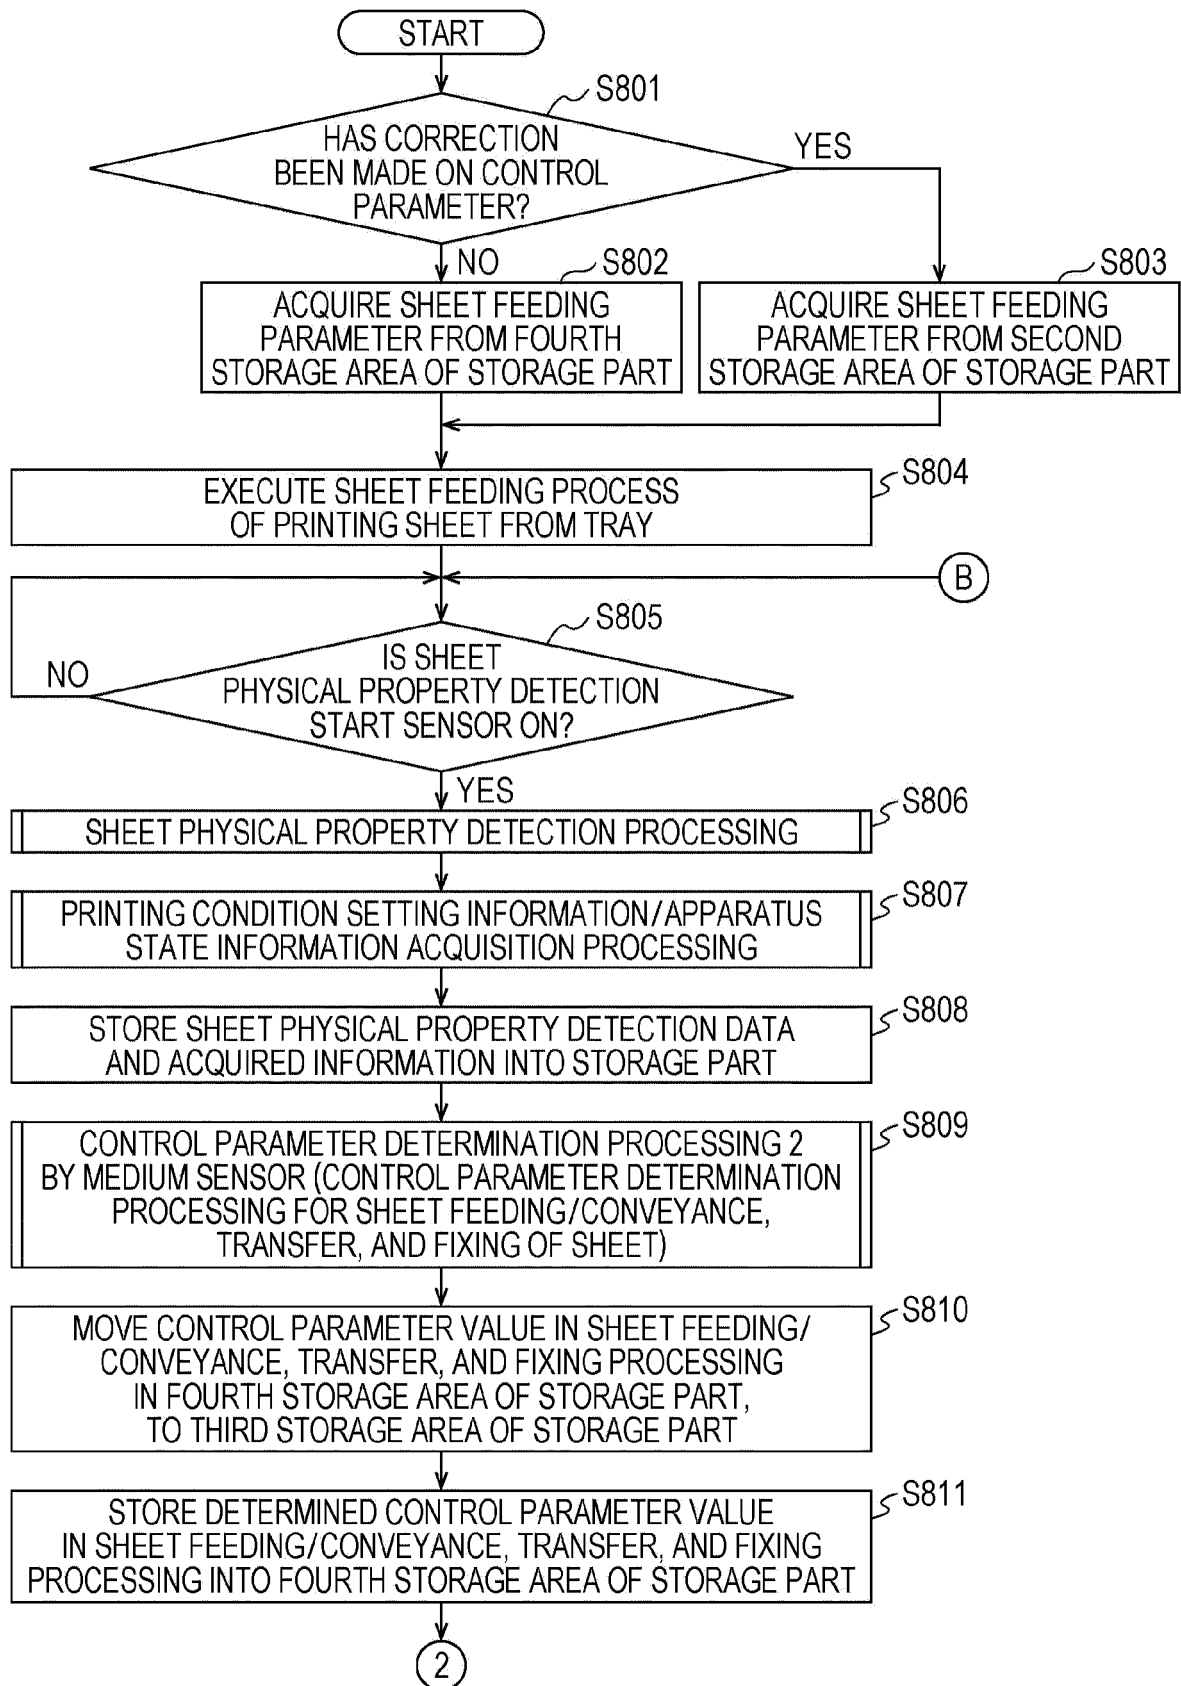 START
S801
HAS CORRECTION
BEEN MADE ON CONTROL
PARAMETER?
YES
NO
S802
ACQUIRE SHEET FEEDING
PARAMETER FROM FOURTH
STORAGE AREA OF STORAGE PART
S803
ACQUIRE SHEET FEEDING
PARAMETER FROM SECOND
STORAGE AREA OF STORAGE PART
S804
EXECUTE SHEET FEEDING PROCESS
OF PRINTING SHEET FROM TRAY
B
S805
IS SHEET
PHYSICAL PROPERTY DETECTION
START SENSOR ON?
NO
YES
S806
SHEET PHYSICAL PROPERTY DETECTION PROCESSING
S807
PRINTING CONDITION SETTING INFORMATION/APPARATUS
STATE INFORMATION ACQUISITION PROCESSING
S808
STORE SHEET PHYSICAL PROPERTY DETECTION DATA
AND ACQUIRED INFORMATION INTO STORAGE PART
S809
CONTROL PARAMETER DETERMINATION PROCESSING 2
BY MEDIUM SENSOR (CONTROL PARAMETER DETERMINATION
PROCESSING FOR SHEET FEEDING/CONVEYANCE,
TRANSFER, AND FIXING OF SHEET)
S810
MOVE CONTROL PARAMETER VALUE IN SHEET FEEDING/
CONVEYANCE, TRANSFER, AND FIXING PROCESSING
IN FOURTH STORAGE AREA OF STORAGE PART,
TO THIRD STORAGE AREA OF STORAGE PART
S811
STORE DETERMINED CONTROL PARAMETER VALUE
IN SHEET FEEDING/CONVEYANCE, TRANSFER, AND FIXING
PROCESSING INTO FOURTH STORAGE AREA OF STORAGE PART
2